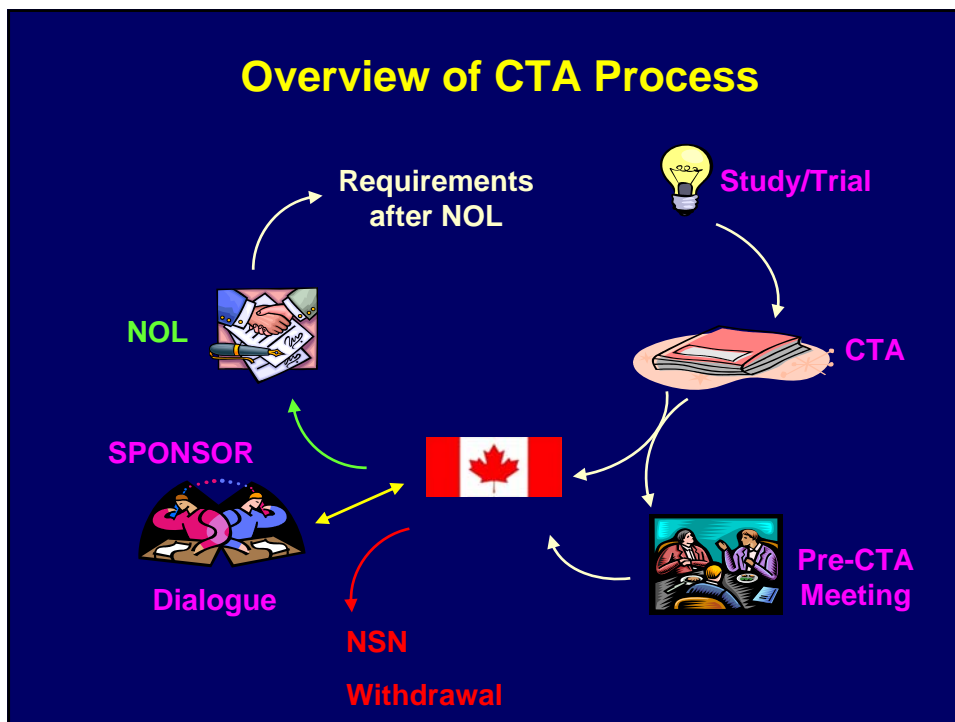 Overview of CTA Process
Requirements
after NOL
Study/Trial
NOL
CTA
SPONSOR
Dialogue
Pre-CTA
Meeting
NSN
Withdrawal